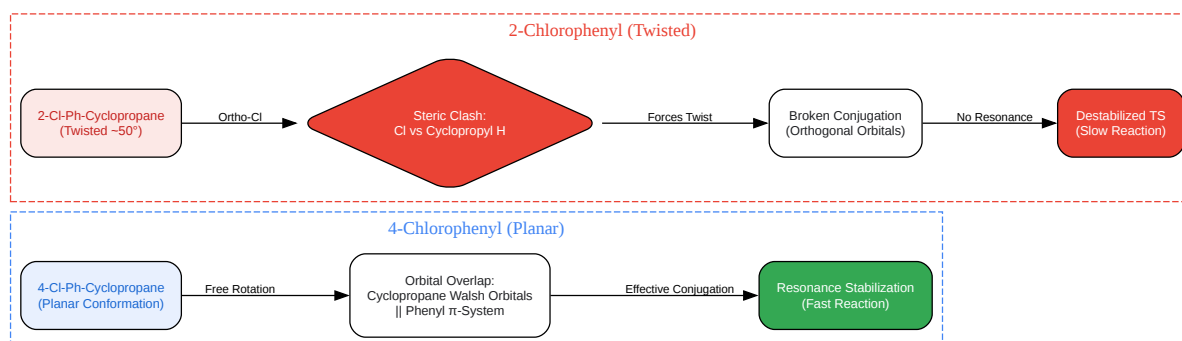 2-Chlorophenyl (Twisted)
2-Cl-Ph-Cyclopropane
(Twisted ~50°)
Ortho-Cl
Steric Clash:
Cl vs Cyclopropyl H
Forces Twist
Broken Conjugation
(Orthogonal Orbitals)
No Resonance
Destabilized TS
(Slow Reaction)
4-Chlorophenyl (Planar)
4-Cl-Ph-Cyclopropane
(Planar Conformation)
Free Rotation
Orbital Overlap:
Cyclopropane Walsh Orbitals
|| Phenyl π-System
Effective Conjugation
Resonance Stabilization
(Fast Reaction)